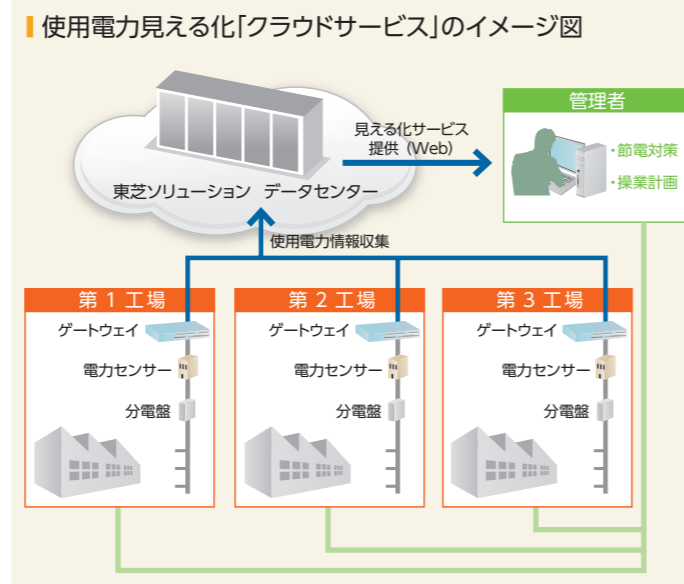 使用電力見える化「クラウドサービス」のイメージ図
管理者
見える化サービス
提供（Web）
・節電対策
・操業計画
東芝ソリューション データセンター
使用電力情報収集
第 1 工場
ゲートウェイ
電力センサー
分電盤
第 2 工場
ゲートウェイ
電力センサー
分電盤
第 3 工場
ゲートウェイ
電力センサー
分電盤